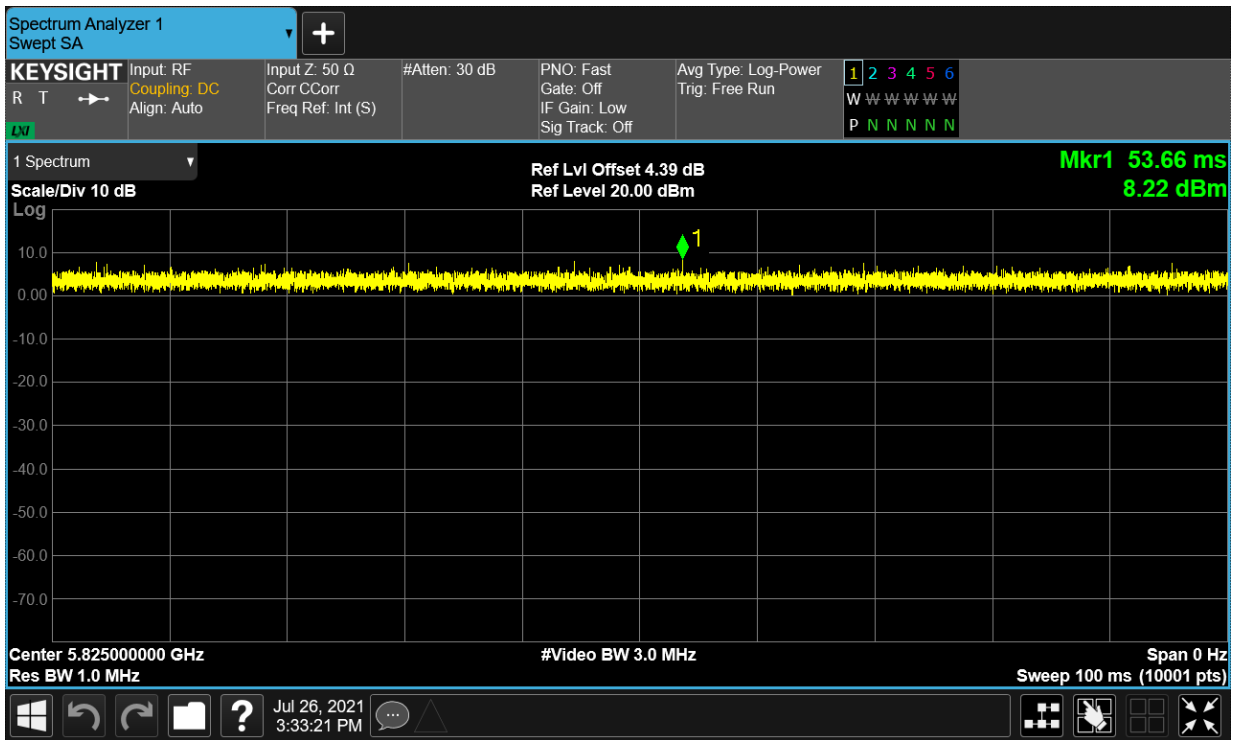 Spectrum Analyzer 1
Swept SA
+
KEYSIGHT
R T
LXI
Input: RF
Coupling: DC
Align: Auto
Input Z: 50 Ω
Corr CCorr
Freq Ref: Int (S)
#Atten: 30 dB
PNO: Fast
Gate: Off
IF Gain: Low
Sig Track: Off
Avg Type: Log-Power
Trig: Free Run
1 2 3 4 5 6
W W W W W W
P N N N N N
1 Spectrum
Scale/Div 10 dB
Log
Ref Lvl Offset 4.39 dB
Ref Level 20.00 dBm
Mkr1 53.66 ms
8.22 dBm
1
10.0
0.00
-10.0
-20.0
-30.0
-40.0
-50.0
-60.0
-70.0
Center 5.825000000 GHz
Res BW 1.0 MHz
#Video BW 3.0 MHz
Span 0 Hz
Sweep 100 ms (10001 pts)
?
Jul 26, 2021
3:33:21 PM